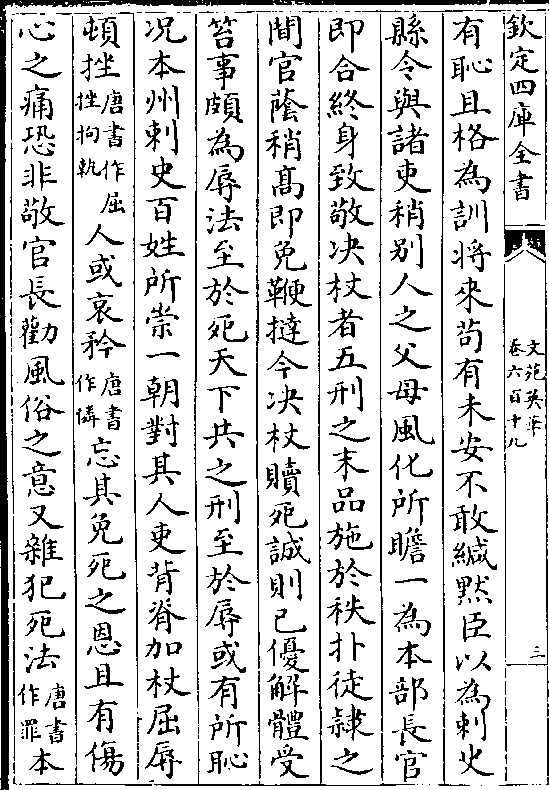 欽定四庫全書
文苑英華
卷六百十九
三
有恥且格為訓將來苟有未安不敢緘默臣以為刺史
縣令與諸吏稍别人之父母風化所瞻一為本部長官
即合終身致敬决杖者五刑之末品施於秩扑徒隷之
間官蔭稍髙即免鞭撻今决杖贖死誠則已優解體受
笞事頗為辱法至於死天下共之刑至於辱或有所恥
况本州刺史百姓所崇一朝對其人吏背脊加杖屈辱
頓挫唐書作屈挫拘執人或哀矜唐書作憐忘其免死之恩且有傷
心之痛恐非敬官長勸風俗之意又雜犯死法唐書作罪本